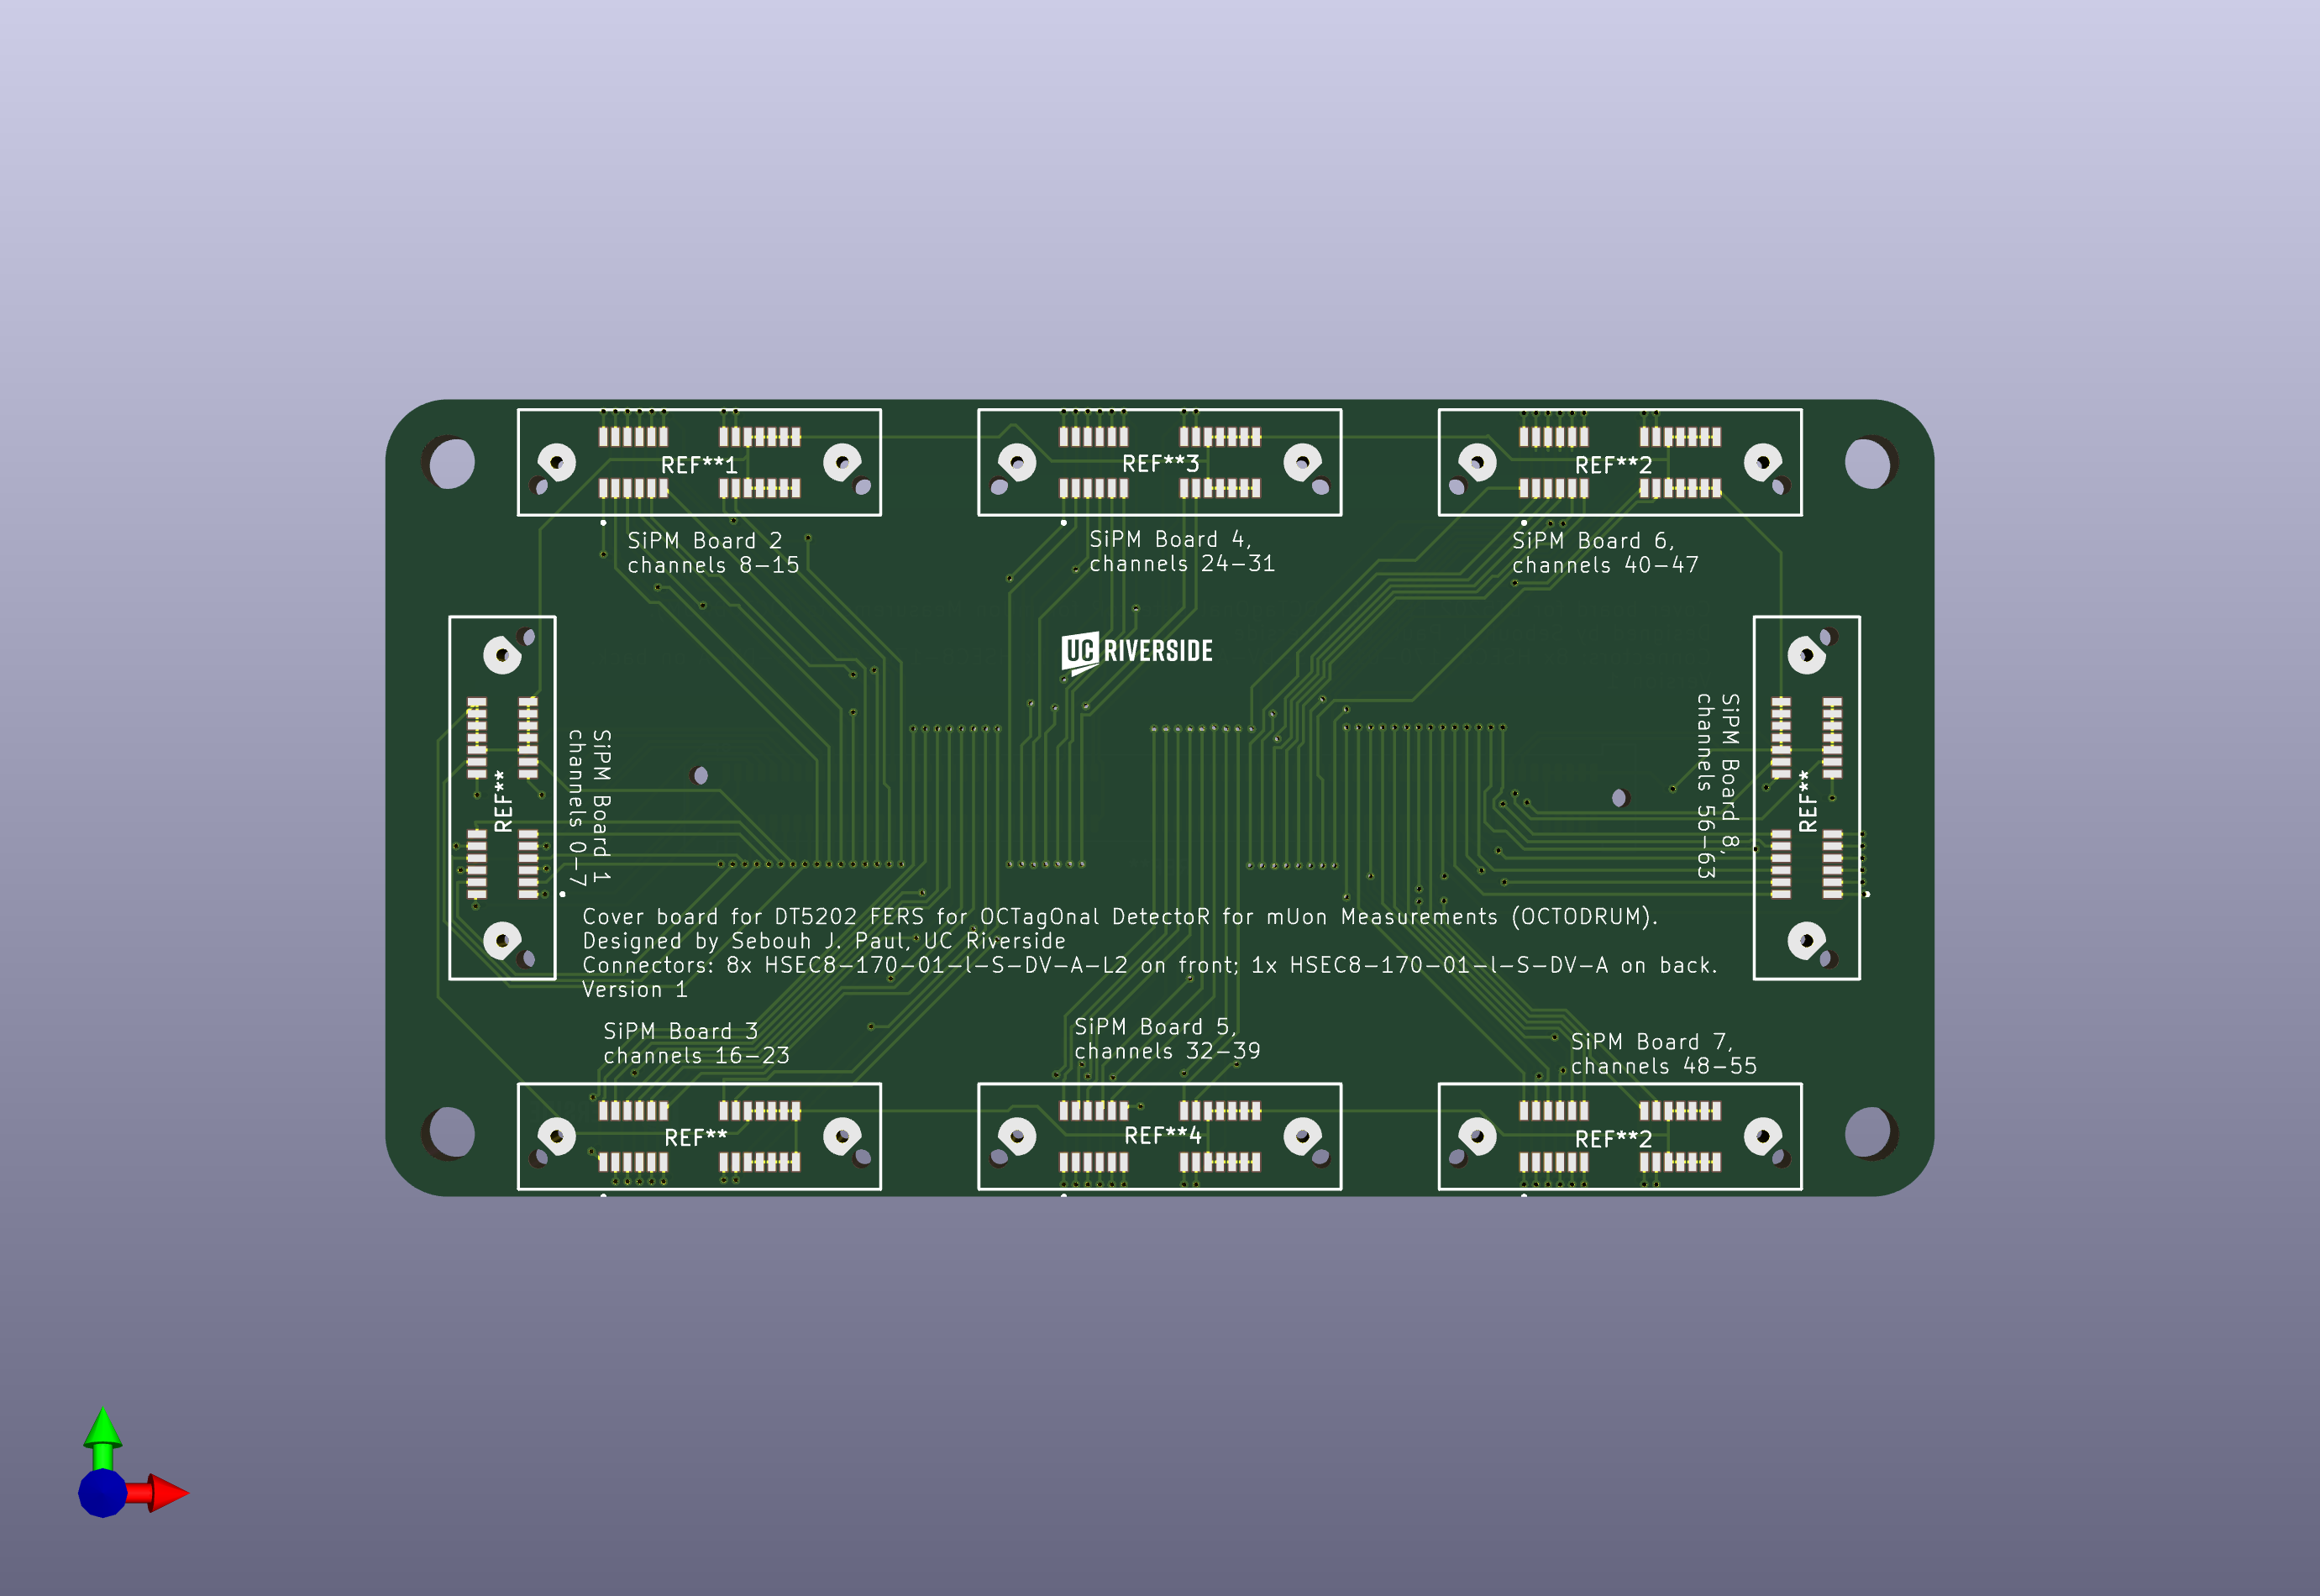 REF**1
REF**3
REF**2
SiPM Board 2
channels 8-15
SiPM Board 4,
channels 24-31
SiPM Board 6,
channels 40-47
UC RIVERSIDE
REF**
SiPM Board 1
channels 0-7
SiPM Board 8,
channels 56-63
REF**
Cover board for DT5202 FERS for OCTagOnal DetectoR for mUon Measurements (OCTODRUM).
Designed by Sebouh J. Paul, UC Riverside
Connectors: 8x HSEC8-170-01-l-S-DV-A-L2 on front; 1x HSEC8-170-01-l-S-DV-A on back.
Version 1
SiPM Board 3
channels 16-23
SiPM Board 5,
channels 32-39
SiPM Board 7,
channels 48-55
REF**
REF**4
REF**2